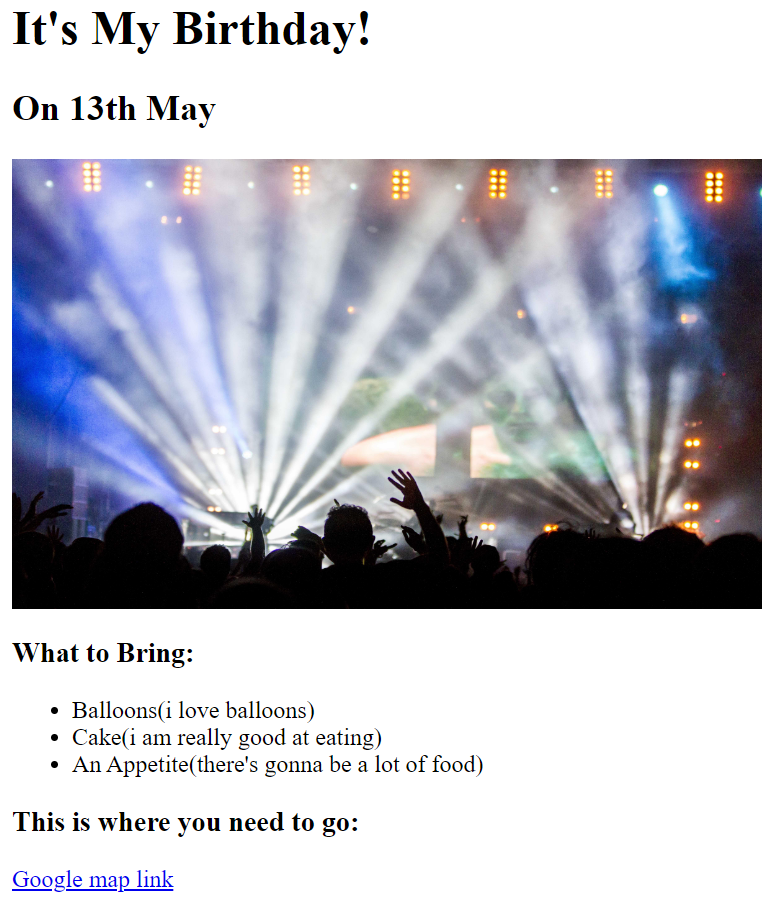 It's My Birthday!
On 13th May
What to Bring:
Balloons(i love balloons)
Cake(i am really good at eating)
An Appetite(there's gonna be a lot of food)
This is where you need to go:
Google map link